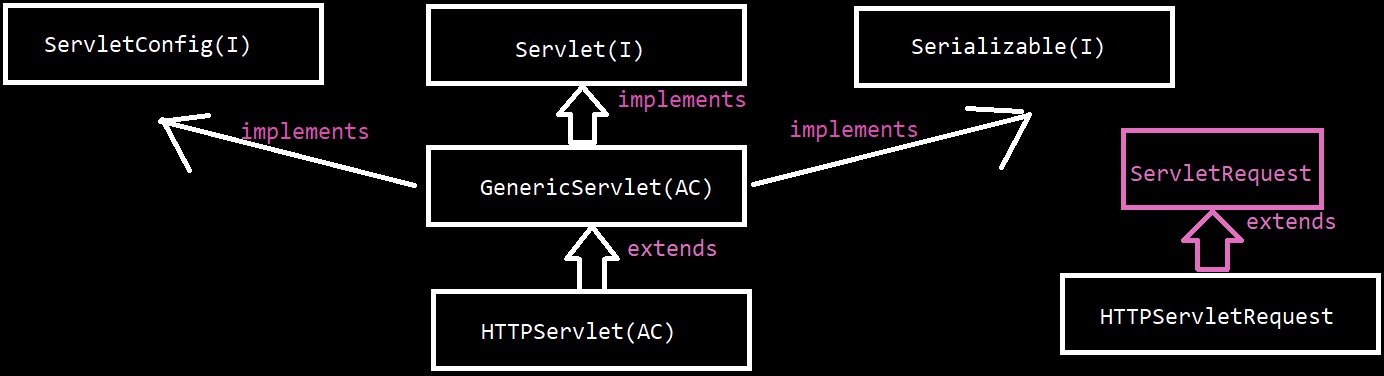 ServletConfig(I)
Servlet(I)
Serializable(I)
implements
implements
implements
GenericServlet(AC)
ServletRequest
extends
extends
HTTPServlet(AC)
HTTPServletRequest